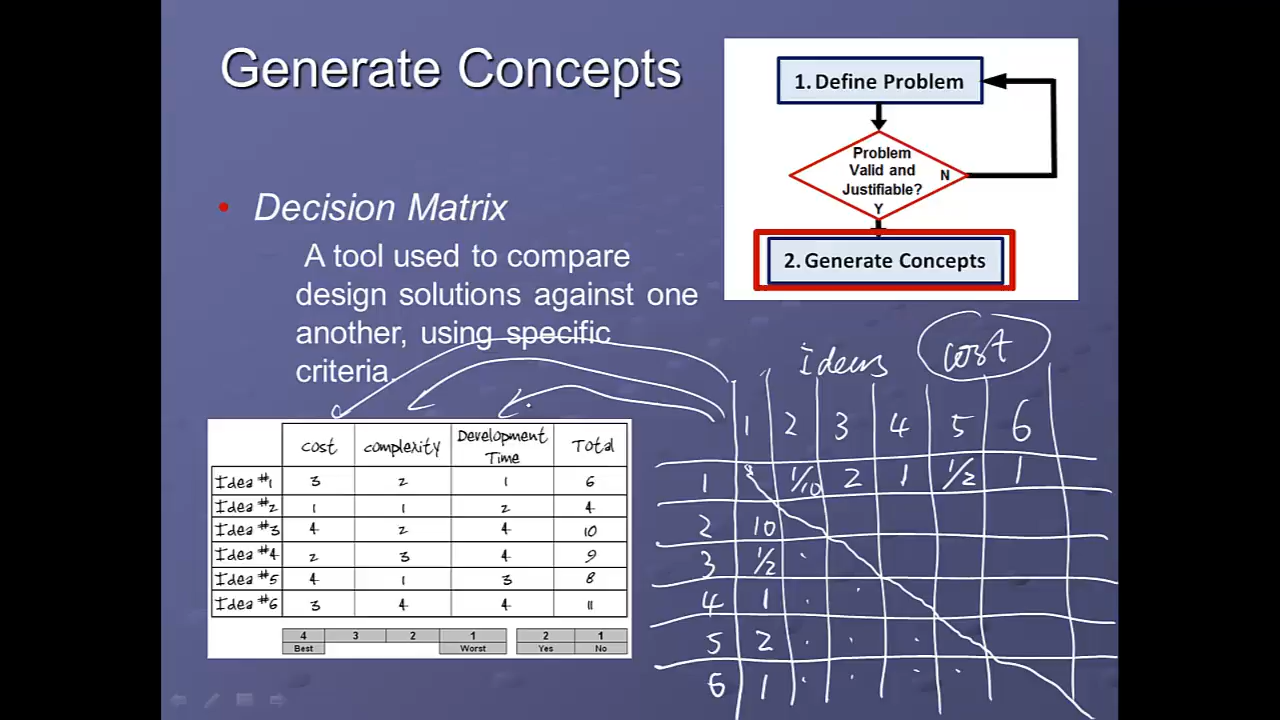 Generate Concepts
1. Define Problem
Problem
Valid and
Justifiable?
N
Y
2. Generate Concepts
• Decision Matrix
A tool used to compare
design solutions against one
another, using specific
criteria.
cost complexity Development Time Total
Idea #1 3 2 1 6
Idea #2 1 1 2 4
Idea #3 4 2 4 10
Idea #4 2 3 4 9
Idea #5 4 1 3 8
Idea #6 3 4 4 11
4 3 2 1 2 1
Best Worst Yes No
Ideas cost
1 2 3 4 5 6
1 1/10 2 1 1/2 1
2 10
3 1/2
4 1
5 2
6 1